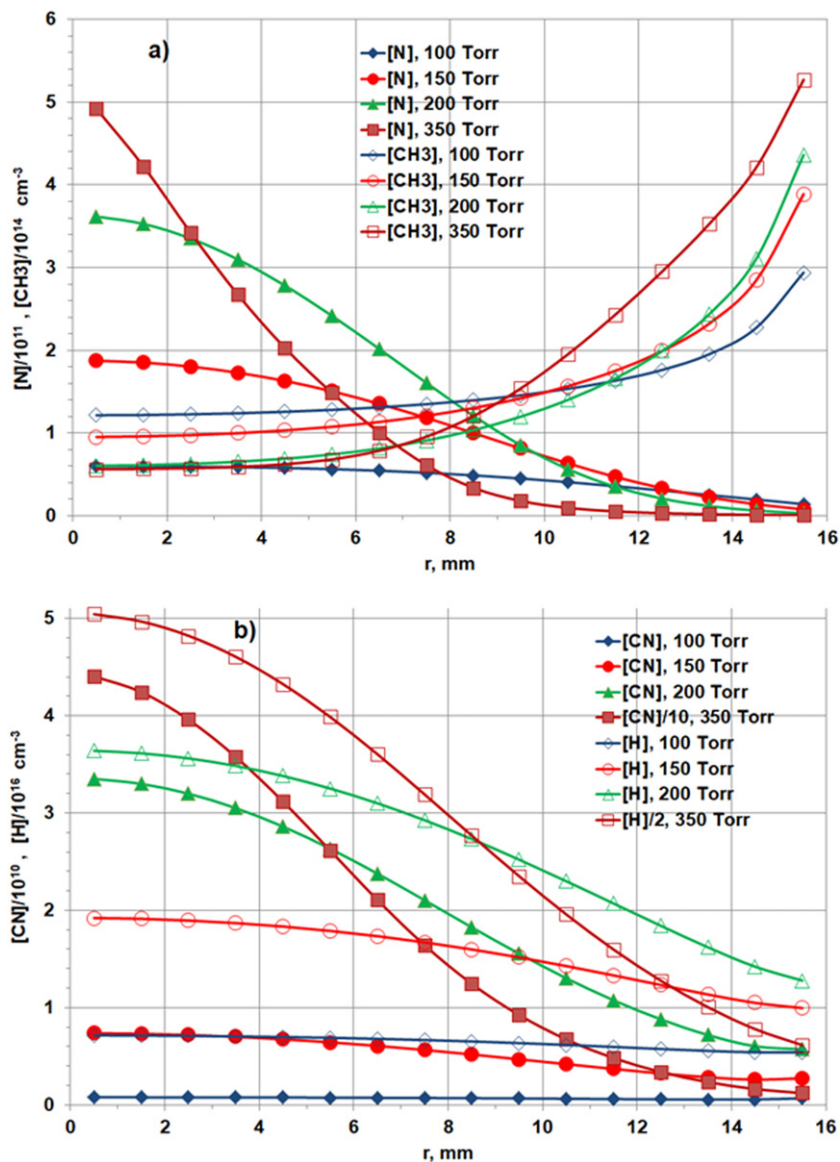 a)
[N], 100 Torr
[N], 150 Torr
[N], 200 Torr
[N], 350 Torr
[CH3], 100 Torr
[CH3], 150 Torr
[CH3], 200 Torr
[CH3], 350 Torr
[N]/10¹¹ , [CH3]/10¹⁴ cm⁻³
6
5
4
3
2
1
0
0 2 4 6 8 10 12 14 16
r, mm
b)
[CN], 100 Torr
[CN], 150 Torr
[CN], 200 Torr
[CN]/10, 350 Torr
[H], 100 Torr
[H], 150 Torr
[H], 200 Torr
[H]/2, 350 Torr
[CN]/10¹⁰ , [H]/10¹⁶ cm⁻³
5
4
3
2
1
0
0 2 4 6 8 10 12 14 16
r, mm